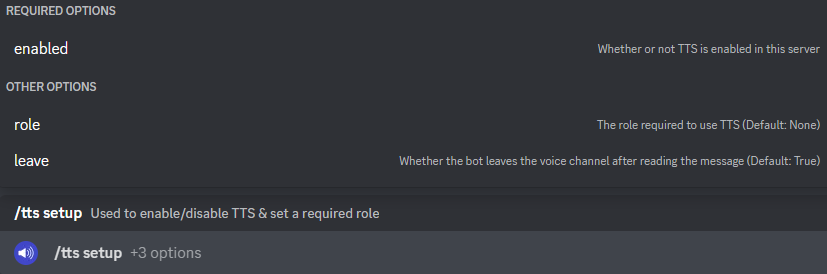 REQUIRED OPTIONS
enabled Whether or not TTS is enabled in this server
OTHER OPTIONS
role The role required to use TTS (Default: None)
leave Whether the bot leaves the voice channel after reading the message (Default: True)
/tts setup Used to enable/disable TTS & set a required role
/tts setup +3 options